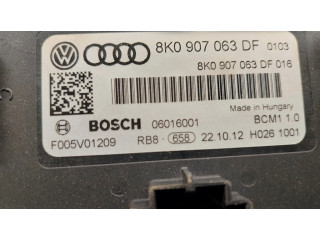 8K0 907 063 DF 0103
8K0 907 063 DF 016
Made in Hungary
BOSCH 06016001 BCM1 1.0
F005V01209 RB8- 658 22.10.12 H026 1001